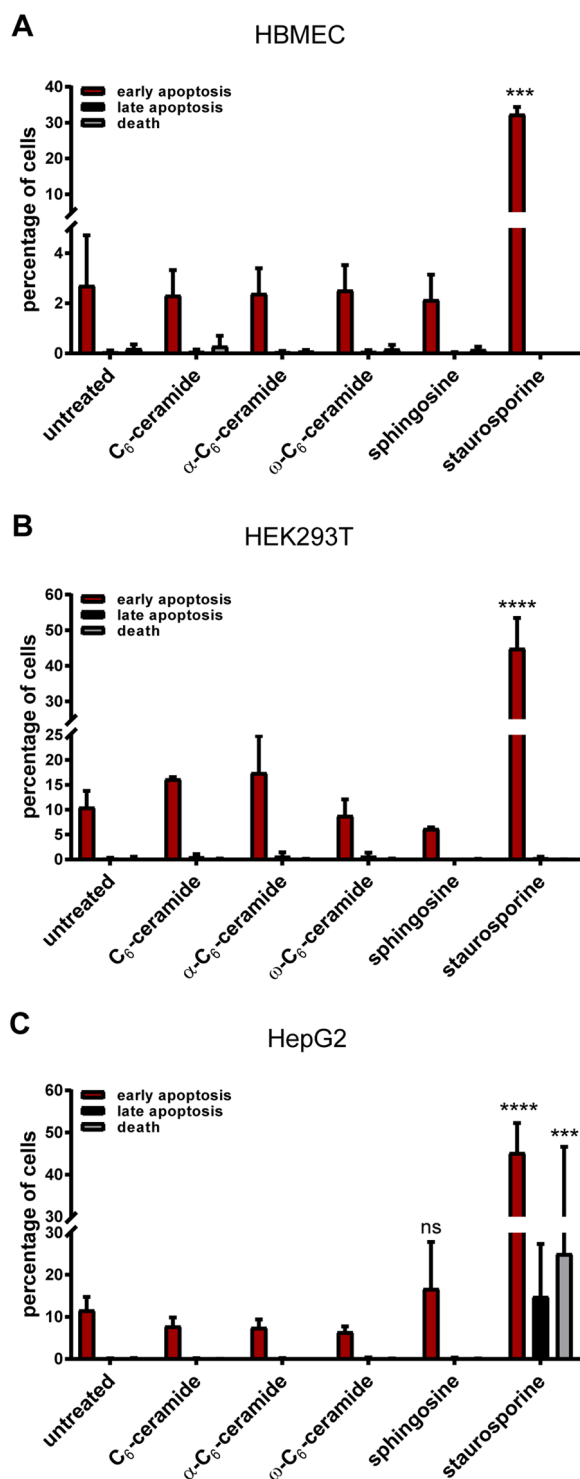 A
HBMEC
early apoptosis
late apoptosis
death
percentage of cells
40
30
20
10
4
2
0
***
untreated
C₆-ceramide
α-C₆-ceramide
ω-C₆-ceramide
sphingosine
staurosporine
B
HEK293T
early apoptosis
late apoptosis
death
percentage of cells
60
50
40
30
25
20
15
10
5
0
****
untreated
C₆-ceramide
α-C₆-ceramide
ω-C₆-ceramide
sphingosine
staurosporine
C
HepG2
early apoptosis
late apoptosis
death
percentage of cells
60
50
40
30
30
20
10
0
ns
****
***
untreated
C₆-ceramide
α-C₆-ceramide
ω-C₆-ceramide
sphingosine
staurosporine